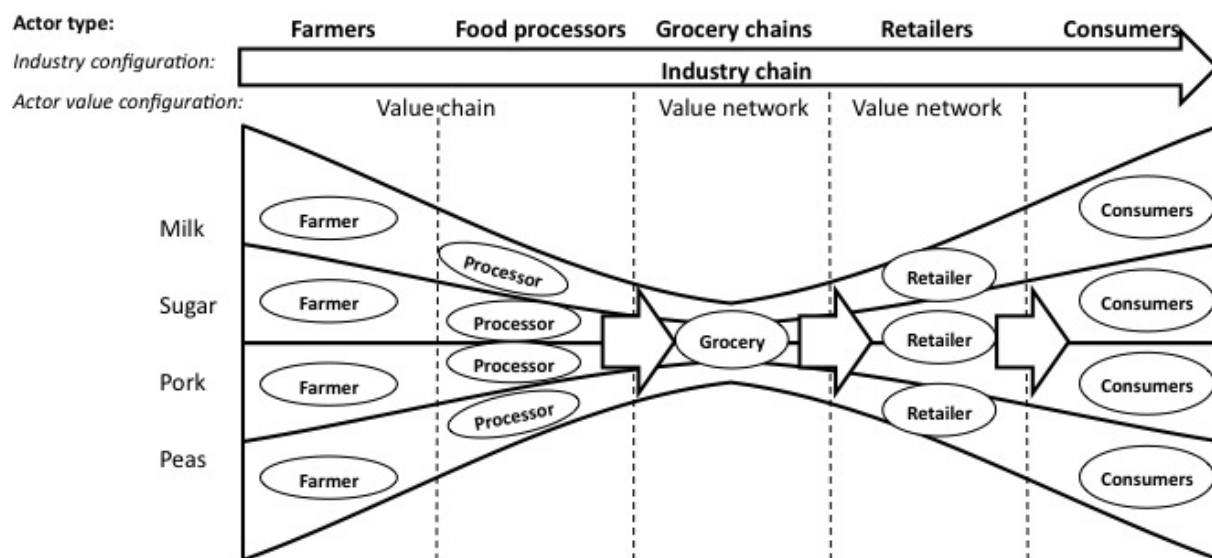 Actor type: Farmers Food processors Grocery chains Retailers Consumers
Industry configuration: Industry chain
Actor value configuration: Value chain Value network Value network
Milk Farmer Consumers
Processor Retailer
Sugar Farmer Consumers
Processor Retailer
Grocery
Processor
Pork Farmer Consumers
Processor Retailer
Peas Farmer Consumers